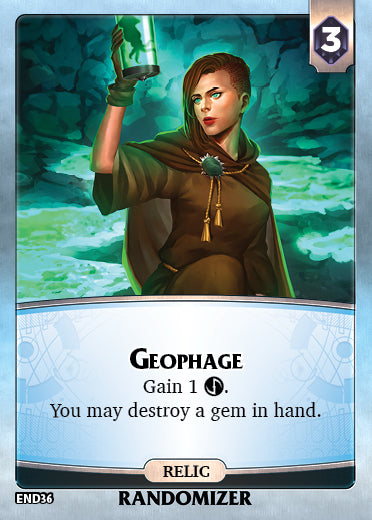 3
GEOPHAGE
Gain 1 .
You may destroy a gem in hand.
RELIC
END36
RANDOMIZER